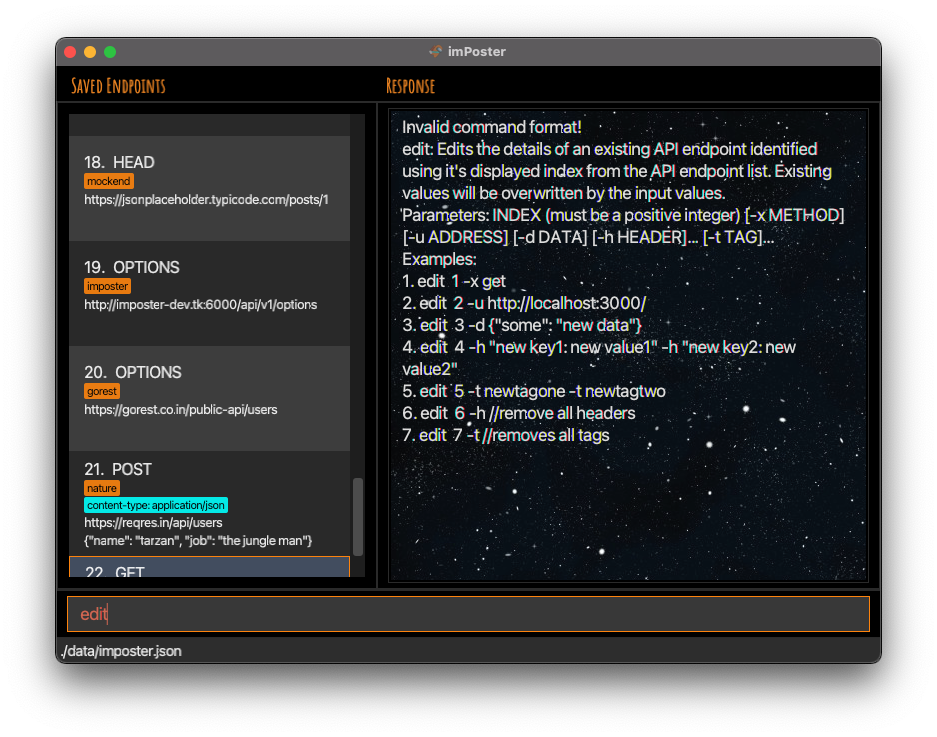 imPoster
Saved Endpoints
Response
18. HEAD
mockend
https://jsonplaceholder.typicode.com/posts/1
19. OPTIONS
imposter
http://imposter-dev.tk:6000/api/v1/options
20. OPTIONS
gorest
https://gorest.co.in/public-api/users
21. POST
nature
content-type: application/json
https://reqres.in/api/users
{"name": "tarzan", "job": "the jungle man"}
22. GET
Invalid command format!
edit: Edits the details of an existing API endpoint identified
using it's displayed index from the API endpoint list. Existing
values will be overwritten by the input values.
Parameters: INDEX (must be a positive integer) [-x METHOD]
[-u ADDRESS] [-d DATA] [-h HEADER]... [-t TAG]...
Examples:
1. edit 1 -x get
2. edit 2 -u http://localhost:3000/
3. edit 3 -d {"some": "new data"}
4. edit 4 -h "new key1: new value1" -h "new key2: new
value2"
5. edit 5 -t newtagone -t newtagtwo
6. edit 6 -h //remove all headers
7. edit 7 -t //removes all tags
edit
./data/imposter.json